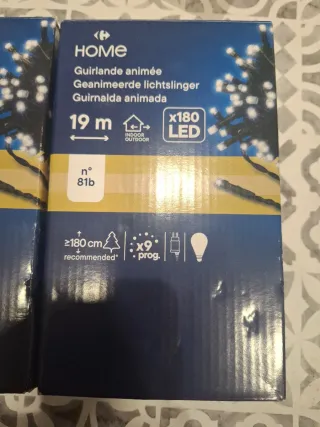 HOME
Guirlande animée
Geanimeerde lichtslinger
Guirnalda animada
19 m
INDOOR
OUTDOOR
x180
LED
n°
81b
≥180 cm
recommended*
x9
prog.